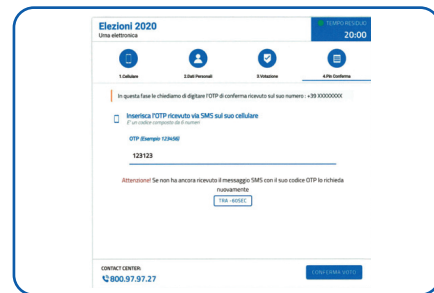 Elezioni 2020
Urna elettronica
TEMPO RESIDUO
20:00
1.Cellulare
2.Dati Personali
3.Votazione
4.Pin Conferma
In questa fase le chiediamo di digitare l'OTP di conferma ricevuto sul suo numero : +39 XXXXXXXX
Inserisca l'OTP ricevuto via SMS sul suo cellulare
E' un codice composto da 6 numeri
OTP (Esempio 123456)
123123
Attenzione! Se non ha ancora ricevuto il messaggio SMS con il suo codice OTP lo richieda
nuovamente
TRA -60SEC
CONTACT CENTER:
800.97.97.27
CONFERMA VOTO